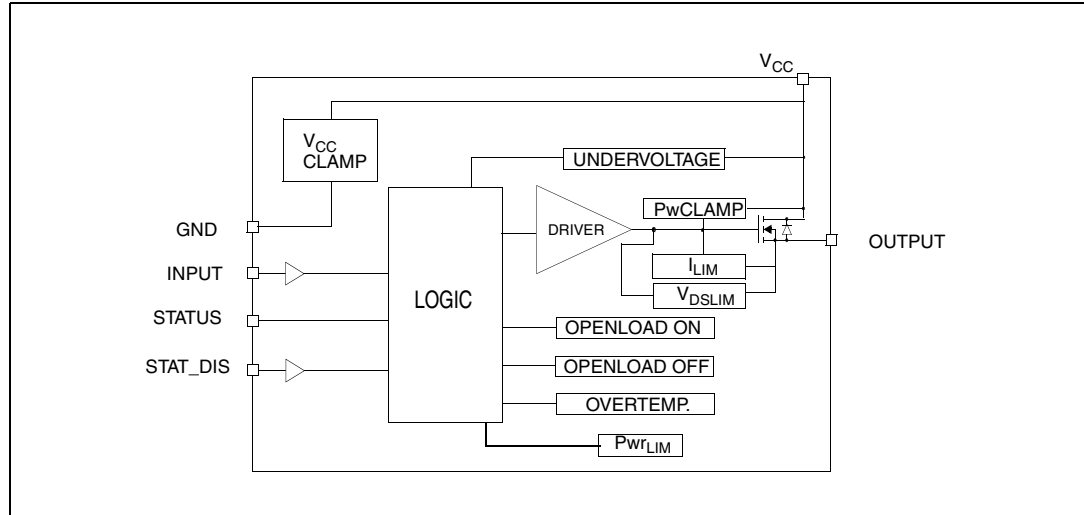 VCC
VCC
CLAMP
UNDERVOLTAGE
PwCLAMP
DRIVER
GND
OUTPUT
INPUT
ILIM
LOGIC
VDSLIM
STATUS
OPENLOAD ON
STAT_DIS
OPENLOAD OFF
OVERTEMP.
PwrLIM